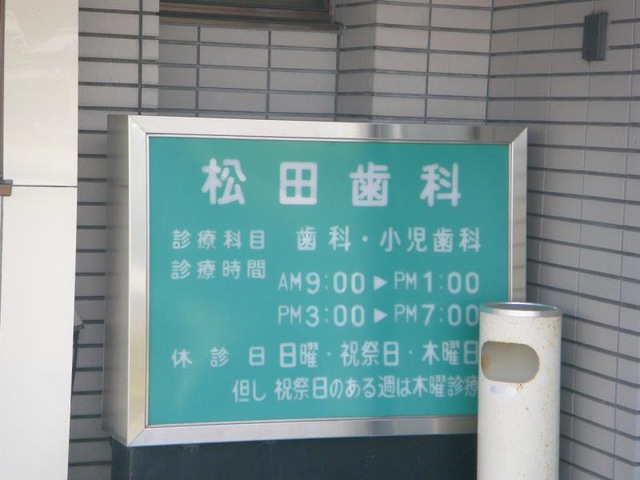 松田歯科
診療科目 歯科・小児歯科
診療時間 AM9:00▶PM1:00
PM3:00▶PM7:00
休診日 日曜・祝祭日・木曜日
但し 祝祭日のある週は木曜診療